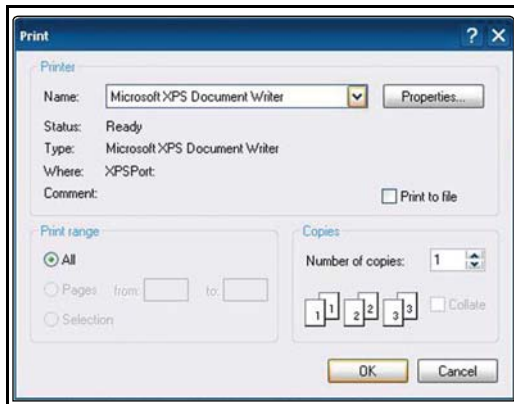 Print
Printer
Name: Microsoft XPS Document Writer Properties...
Status: Ready
Type: Microsoft XPS Document Writer
Where: XPSPort:
Comment: Print to file
Print range
All
Pages from: to:
Selection
Copies
Number of copies: 1
1 1 2 2 3 3 Collate
OK Cancel